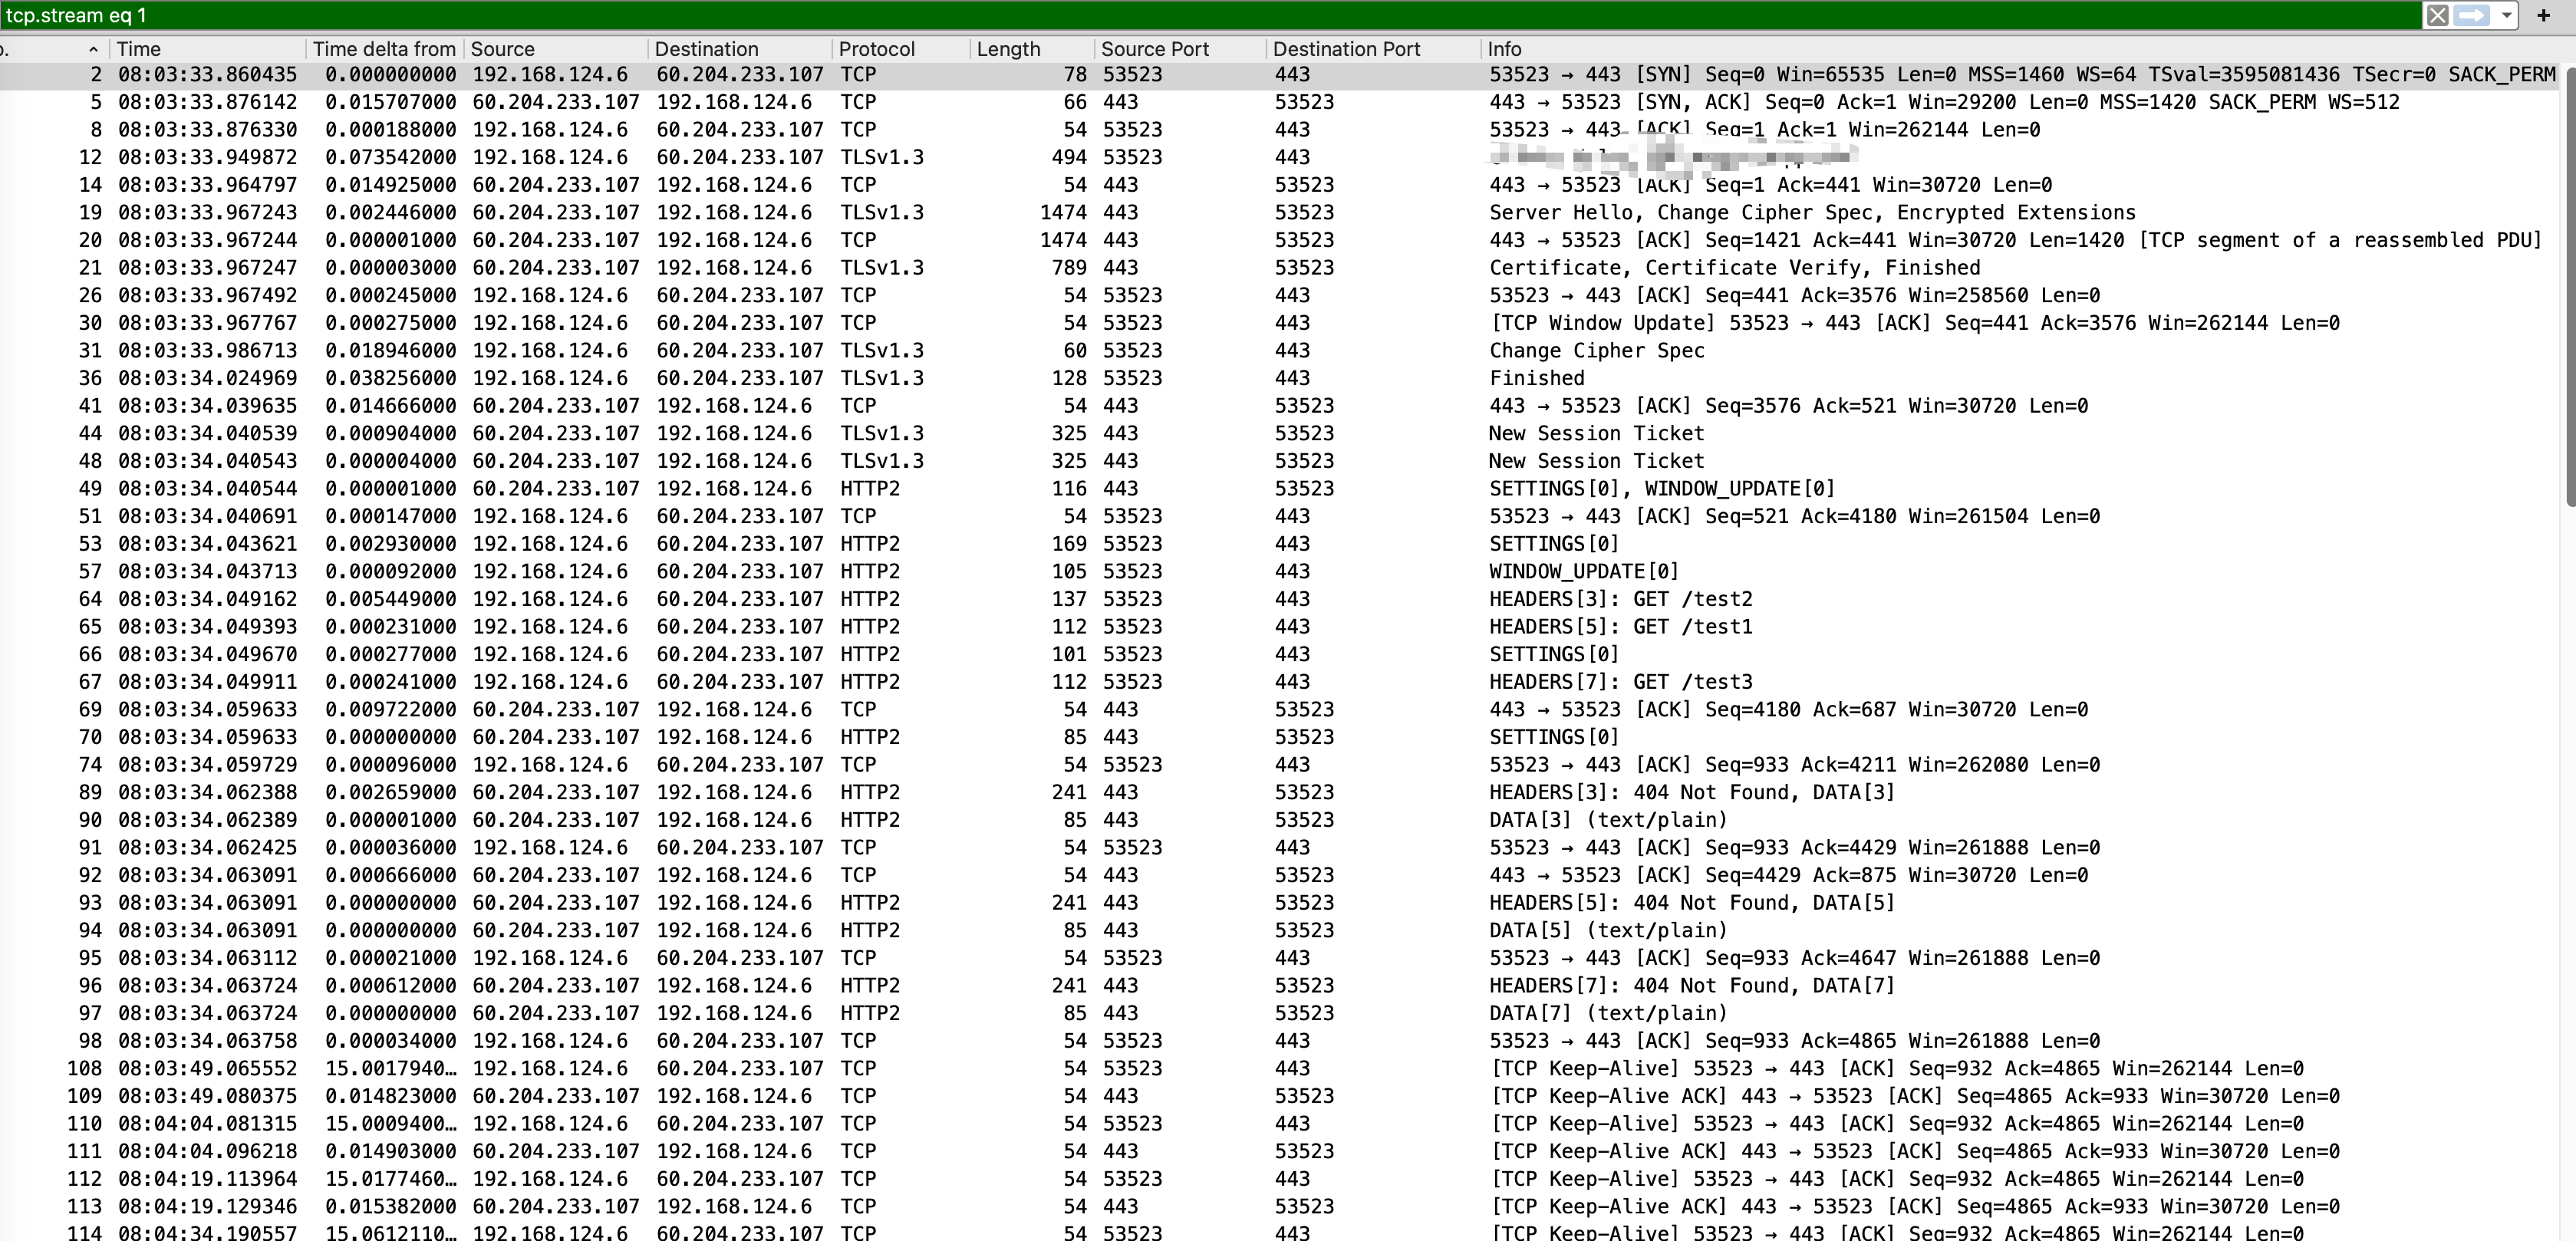 tcp.stream eq 1
+
o. Time Time delta from Source Destination Protocol Length Source Port Destination Port Info
2 08:03:33.860435 0.000000000 192.168.124.6 60.204.233.107 TCP 78 53523 443 53523 → 443 [SYN] Seq=0 Win=65535 Len=0 MSS=1460 WS=64 TSval=3595081436 TSecr=0 SACK_PERM
5 08:03:33.876142 0.015707000 60.204.233.107 192.168.124.6 TCP 66 443 53523 443 → 53523 [SYN, ACK] Seq=0 Ack=1 Win=29200 Len=0 MSS=1420 SACK_PERM WS=512
8 08:03:33.876330 0.000188000 192.168.124.6 60.204.233.107 TCP 54 53523 443 53523 → 443 [ACK] Seq=1 Ack=1 Win=262144 Len=0
12 08:03:33.949872 0.073542000 192.168.124.6 60.204.233.107 TLSv1.3 494 53523 443
14 08:03:33.964797 0.014925000 60.204.233.107 192.168.124.6 TCP 54 443 53523 443 → 53523 [ACK] Seq=1 Ack=441 Win=30720 Len=0
19 08:03:33.967243 0.002446000 60.204.233.107 192.168.124.6 TLSv1.3 1474 443 53523 Server Hello, Change Cipher Spec, Encrypted Extensions
20 08:03:33.967244 0.000001000 60.204.233.107 192.168.124.6 TCP 1474 443 53523 443 → 53523 [ACK] Seq=1421 Ack=441 Win=30720 Len=1420 [TCP segment of a reassembled PDU]
21 08:03:33.967247 0.000003000 60.204.233.107 192.168.124.6 TLSv1.3 789 443 53523 Certificate, Certificate Verify, Finished
26 08:03:33.967492 0.000245000 192.168.124.6 60.204.233.107 TCP 54 53523 443 53523 → 443 [ACK] Seq=441 Ack=3576 Win=258560 Len=0
30 08:03:33.967767 0.000275000 192.168.124.6 60.204.233.107 TCP 54 53523 443 [TCP Window Update] 53523 → 443 [ACK] Seq=441 Ack=3576 Win=262144 Len=0
31 08:03:33.986713 0.018946000 192.168.124.6 60.204.233.107 TLSv1.3 60 53523 443 Change Cipher Spec
36 08:03:34.024969 0.038256000 192.168.124.6 60.204.233.107 TLSv1.3 128 53523 443 Finished
41 08:03:34.039635 0.014666000 60.204.233.107 192.168.124.6 TCP 54 443 53523 443 → 53523 [ACK] Seq=3576 Ack=521 Win=30720 Len=0
44 08:03:34.040539 0.000904000 60.204.233.107 192.168.124.6 TLSv1.3 325 443 53523 New Session Ticket
48 08:03:34.040543 0.000004000 60.204.233.107 192.168.124.6 TLSv1.3 325 443 53523 New Session Ticket
49 08:03:34.040544 0.000001000 60.204.233.107 192.168.124.6 HTTP2 116 443 53523 SETTINGS[0], WINDOW_UPDATE[0]
51 08:03:34.040691 0.000147000 192.168.124.6 60.204.233.107 TCP 54 53523 443 53523 → 443 [ACK] Seq=521 Ack=4180 Win=261504 Len=0
53 08:03:34.043621 0.002930000 192.168.124.6 60.204.233.107 HTTP2 169 53523 443 SETTINGS[0]
57 08:03:34.043713 0.000092000 192.168.124.6 60.204.233.107 HTTP2 105 53523 443 WINDOW_UPDATE[0]
64 08:03:34.049162 0.005449000 192.168.124.6 60.204.233.107 HTTP2 137 53523 443 HEADERS[3]: GET /test2
65 08:03:34.049393 0.000231000 192.168.124.6 60.204.233.107 HTTP2 112 53523 443 HEADERS[5]: GET /test1
66 08:03:34.049670 0.000277000 192.168.124.6 60.204.233.107 HTTP2 101 53523 443 SETTINGS[0]
67 08:03:34.049911 0.000241000 192.168.124.6 60.204.233.107 HTTP2 112 53523 443 HEADERS[7]: GET /test3
69 08:03:34.059633 0.009722000 60.204.233.107 192.168.124.6 TCP 54 443 53523 443 → 53523 [ACK] Seq=4180 Ack=687 Win=30720 Len=0
70 08:03:34.059633 0.000000000 60.204.233.107 192.168.124.6 HTTP2 85 443 53523 SETTINGS[0]
74 08:03:34.059729 0.000096000 192.168.124.6 60.204.233.107 TCP 54 53523 443 53523 → 443 [ACK] Seq=933 Ack=4211 Win=262080 Len=0
89 08:03:34.062388 0.002659000 60.204.233.107 192.168.124.6 HTTP2 241 443 53523 HEADERS[3]: 404 Not Found, DATA[3]
90 08:03:34.062389 0.000001000 60.204.233.107 192.168.124.6 HTTP2 85 443 53523 DATA[3] (text/plain)
91 08:03:34.062425 0.000036000 192.168.124.6 60.204.233.107 TCP 54 53523 443 53523 → 443 [ACK] Seq=933 Ack=4429 Win=261888 Len=0
92 08:03:34.063091 0.000666000 60.204.233.107 192.168.124.6 TCP 54 443 53523 443 → 53523 [ACK] Seq=4429 Ack=875 Win=30720 Len=0
93 08:03:34.063091 0.000000000 60.204.233.107 192.168.124.6 HTTP2 241 443 53523 HEADERS[5]: 404 Not Found, DATA[5]
94 08:03:34.063091 0.000000000 60.204.233.107 192.168.124.6 HTTP2 85 443 53523 DATA[5] (text/plain)
95 08:03:34.063112 0.000021000 192.168.124.6 60.204.233.107 TCP 54 53523 443 53523 → 443 [ACK] Seq=933 Ack=4647 Win=261888 Len=0
96 08:03:34.063724 0.000612000 60.204.233.107 192.168.124.6 HTTP2 241 443 53523 HEADERS[7]: 404 Not Found, DATA[7]
97 08:03:34.063724 0.000000000 60.204.233.107 192.168.124.6 HTTP2 85 443 53523 DATA[7] (text/plain)
98 08:03:34.063758 0.000034000 192.168.124.6 60.204.233.107 TCP 54 53523 443 53523 → 443 [ACK] Seq=933 Ack=4865 Win=261888 Len=0
108 08:03:49.065552 15.0017940… 192.168.124.6 60.204.233.107 TCP 54 53523 443 [TCP Keep-Alive] 53523 → 443 [ACK] Seq=932 Ack=4865 Win=262144 Len=0
109 08:03:49.080375 0.014823000 60.204.233.107 192.168.124.6 TCP 54 443 53523 [TCP Keep-Alive ACK] 443 → 53523 [ACK] Seq=4865 Ack=933 Win=30720 Len=0
110 08:04:04.081315 15.0009400… 192.168.124.6 60.204.233.107 TCP 54 53523 443 [TCP Keep-Alive] 53523 → 443 [ACK] Seq=932 Ack=4865 Win=262144 Len=0
111 08:04:04.096218 0.014903000 60.204.233.107 192.168.124.6 TCP 54 443 53523 [TCP Keep-Alive ACK] 443 → 53523 [ACK] Seq=4865 Ack=933 Win=30720 Len=0
112 08:04:19.113964 15.0177460… 192.168.124.6 60.204.233.107 TCP 54 53523 443 [TCP Keep-Alive] 53523 → 443 [ACK] Seq=932 Ack=4865 Win=262144 Len=0
113 08:04:19.129346 0.015382000 60.204.233.107 192.168.124.6 TCP 54 443 53523 [TCP Keep-Alive ACK] 443 → 53523 [ACK] Seq=4865 Ack=933 Win=30720 Len=0
114 08:04:34.190557 15.0612110… 192.168.124.6 60.204.233.107 TCP 54 53523 443 [TCP Keep-Alive] 53523 → 443 [ACK] Seq=932 Ack=4865 Win=262144 Len=0